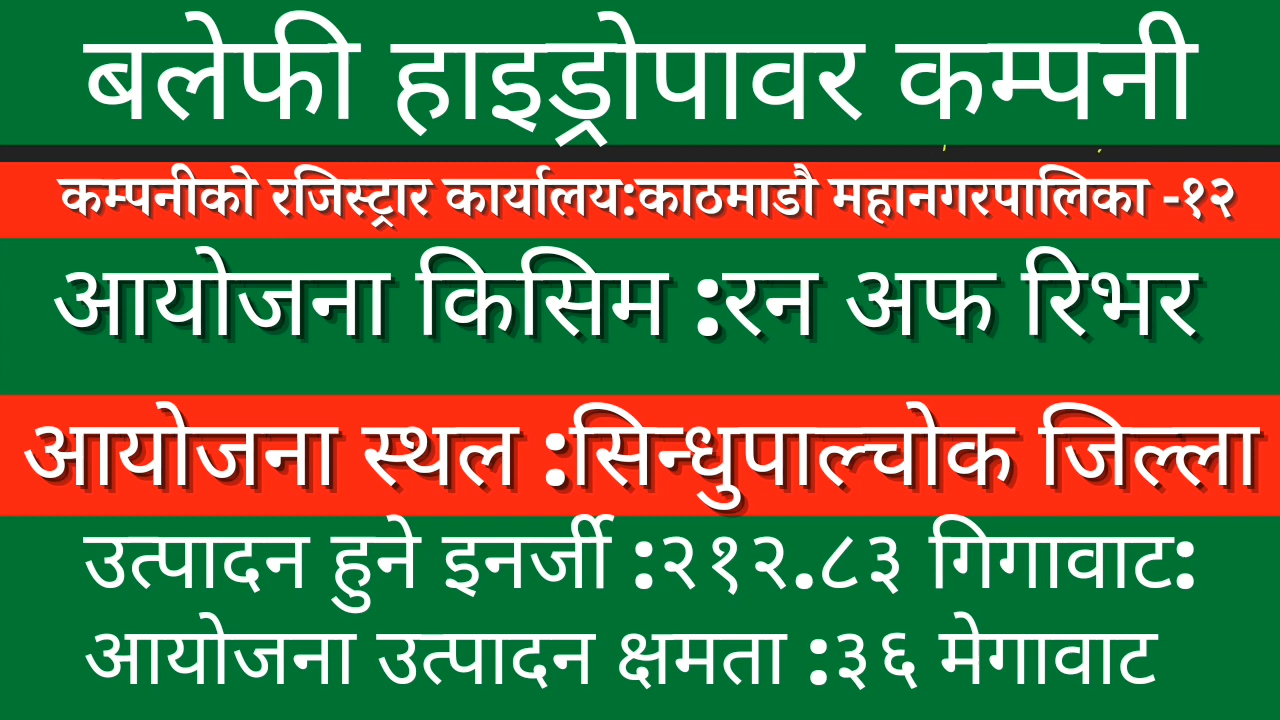 बलेफी हाइड्रोपावर कम्पनी
कम्पनीको रजिस्ट्रार कार्यालय:काठमाडौ महानगरपालिका -१२
आयोजना किसिम :रन अफ रिभर
आयोजना स्थल :सिन्धुपाल्चोक जिल्ला
उत्पादन हुने इनर्जी :२१२.८३ गिगावाट:
आयोजना उत्पादन क्षमता :३६ मेगावाट